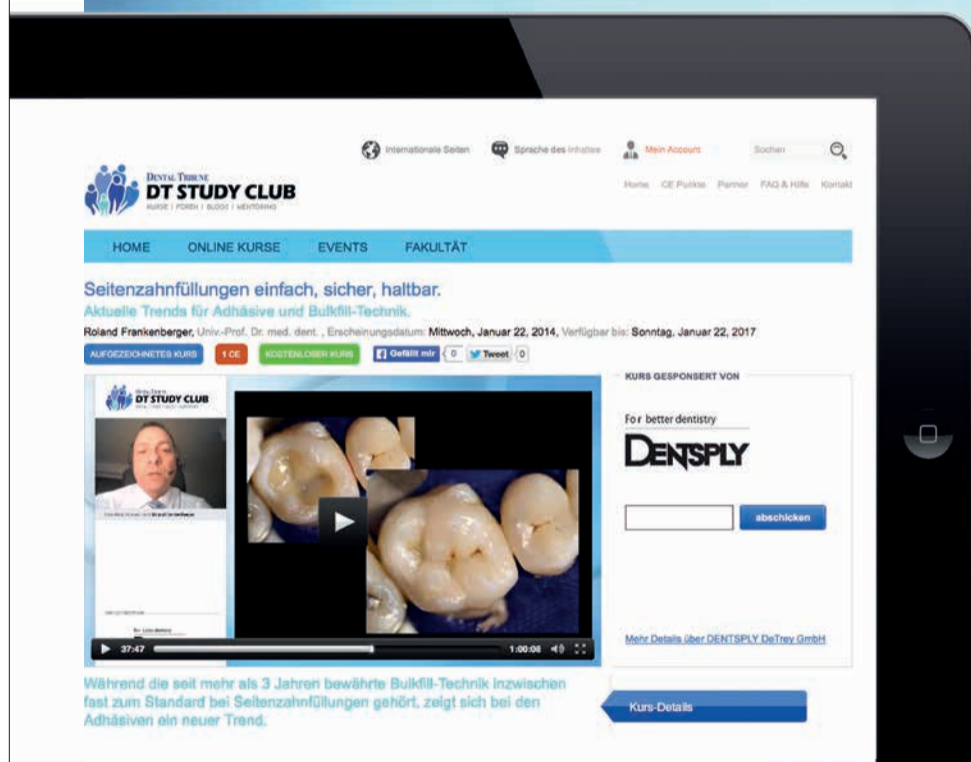 Internationale Seiten
Sprache des Inhaltes
Mein Account
Suchen
DENTAL TRIBUNE
DT STUDY CLUB
KURSE | FOREN | BLOGS | MENTORING
Home CE Punkte Partner FAQ & Hilfe Kontakt
HOME ONLINE KURSE EVENTS FAKULTÄT
Seitenzahnfüllungen einfach, sicher, haltbar.
Aktuelle Trends für Adhäsive und Bulkfill-Technik.
Roland Frankenberger, Univ.-Prof. Dr. med. dent. , Erscheinungsdatum: Mittwoch, Januar 22, 2014, Verfügbar bis: Sonntag, Januar 22, 2017
AUFGEZEICHNETES KURS 1 CE KOSTENLOSER KURS Gefällt mir 0 Tweet 0
DENTAL TRIBUNE
DT STUDY CLUB
For better dentistry
37:47 1:00:06
KURS GESPONSERT VON
For better dentistry
DENTSPLY
abschicken
Mehr Details über DENTSPLY DeTrey GmbH
Während die seit mehr als 3 Jahren bewährte Bulkfill-Technik inzwischen
fast zum Standard bei Seitenzahnfüllungen gehört, zeigt sich bei den
Adhäsiven ein neuer Trend.
Kurs-Details